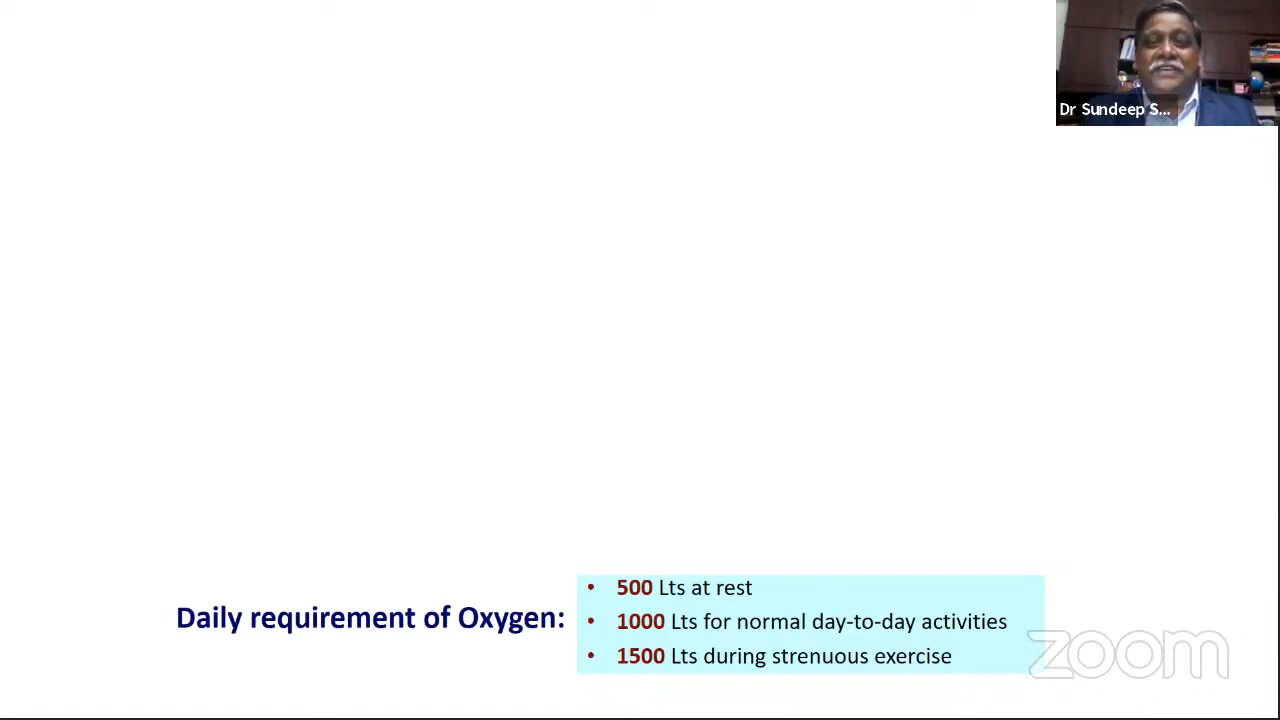 Dr Sundeep S...
Daily requirement of Oxygen:
• 500 Lts at rest
• 1000 Lts for normal day-to-day activities
• 1500 Lts during strenuous exercise
zoom